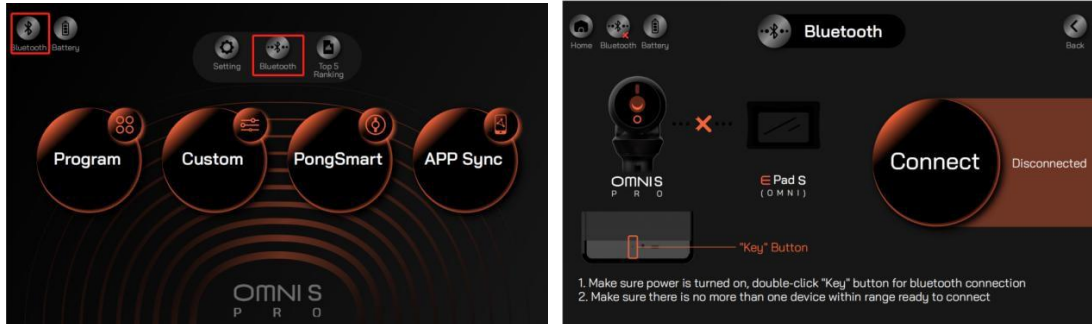 Bluetooth Battery
Setting Bluetooth Top 5
Ranking
Program Custom PongSmart APP Sync
OMNI S
P R O
Home Bluetooth Battery
Bluetooth
Back
OMNI S
P R O
E Pad S
(OMNI)
Connect
Disconnected
"Key" Button
1. Make sure power is turned on, double-click "Key" button for bluetooth connection
2. Make sure there is no more than one device within range ready to connect